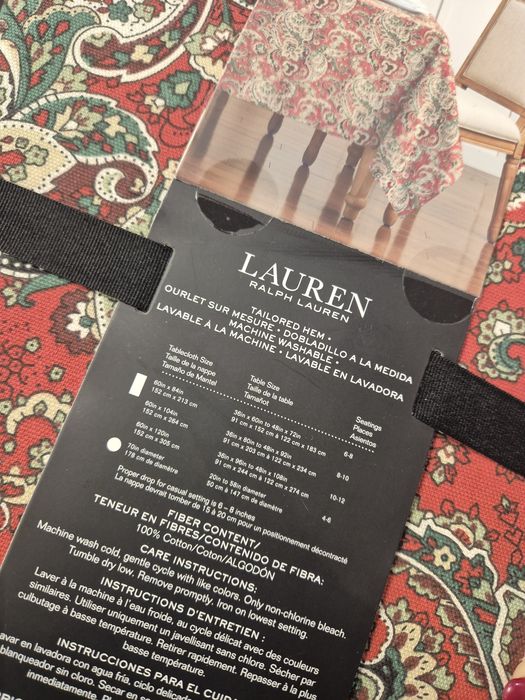 LAUREN
RALPH LAUREN
TAILORED HEM •
OURLET SUR MESURE • DOBLADILLO A LA MEDIDA
MACHINE WASHABLE •
LAVABLE À LA MACHINE • LAVABLE EN LAVADORA
Tablecloth Size Table Size Seatings
Taille de la nappe Taille de la table Places
Tamaño de Mantel Tamañot Asientos
60in x 84in 36in x 60in to 48in x 72in 6-8
152 cm x 213 cm 91 cm x 152 cm to 122 cm x 183 cm
60in x 104in 36in x 80in to 48in x 92in 8-10
152 cm x 264 cm 91 cm x 203 cm to 122 cm x 234 cm
60in x 120in 36in x 96in to 48in x 108in 10-12
152 cm x 305 cm 91 cm x 244 cm to 122 cm x 274 cm
70in diameter 20in to 58in diameter 4-6
178 cm de diamètre 50 cm à 147 cm de diamètre
Proper drop for casual setting is 6 – 8 inches
La nappe devrait tomber de 15 à 20 cm pour un positionnement décontracté
FIBER CONTENT/
TENEUR EN FIBRES/CONTENIDO DE FIBRA:
100% Cotton/Coton/ALGODÓN
CARE INSTRUCTIONS:
Machine wash cold, gentle cycle with like colors. Only non-chlorine bleach.
Tumble dry low. Remove promptly. Iron on lowest setting.
INSTRUCTIONS D'ENTRETIEN :
Laver à la machine à l'eau froide, au cycle délicat avec des couleurs
similaires. Utiliser uniquement un javellisant sans chlore. Sécher par
culbutage à basse température. Retirer rapidement. Repasser à la plus
basse température.
INSTRUCCIONES PARA EL CUIDADO
avar en lavadora con agua fría, ciclo delicad
blanqueador sin cloro. Secar en s
inmediatamente. P